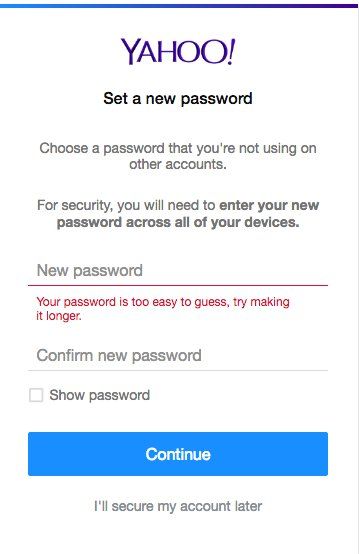 YAHOO!
Set a new password
Choose a password that you're not using on
other accounts.
For security, you will need to enter your new
password across all of your devices.
New password
Your password is too easy to guess, try making
it longer.
Confirm new password
Show password
Continue
I'll secure my account later